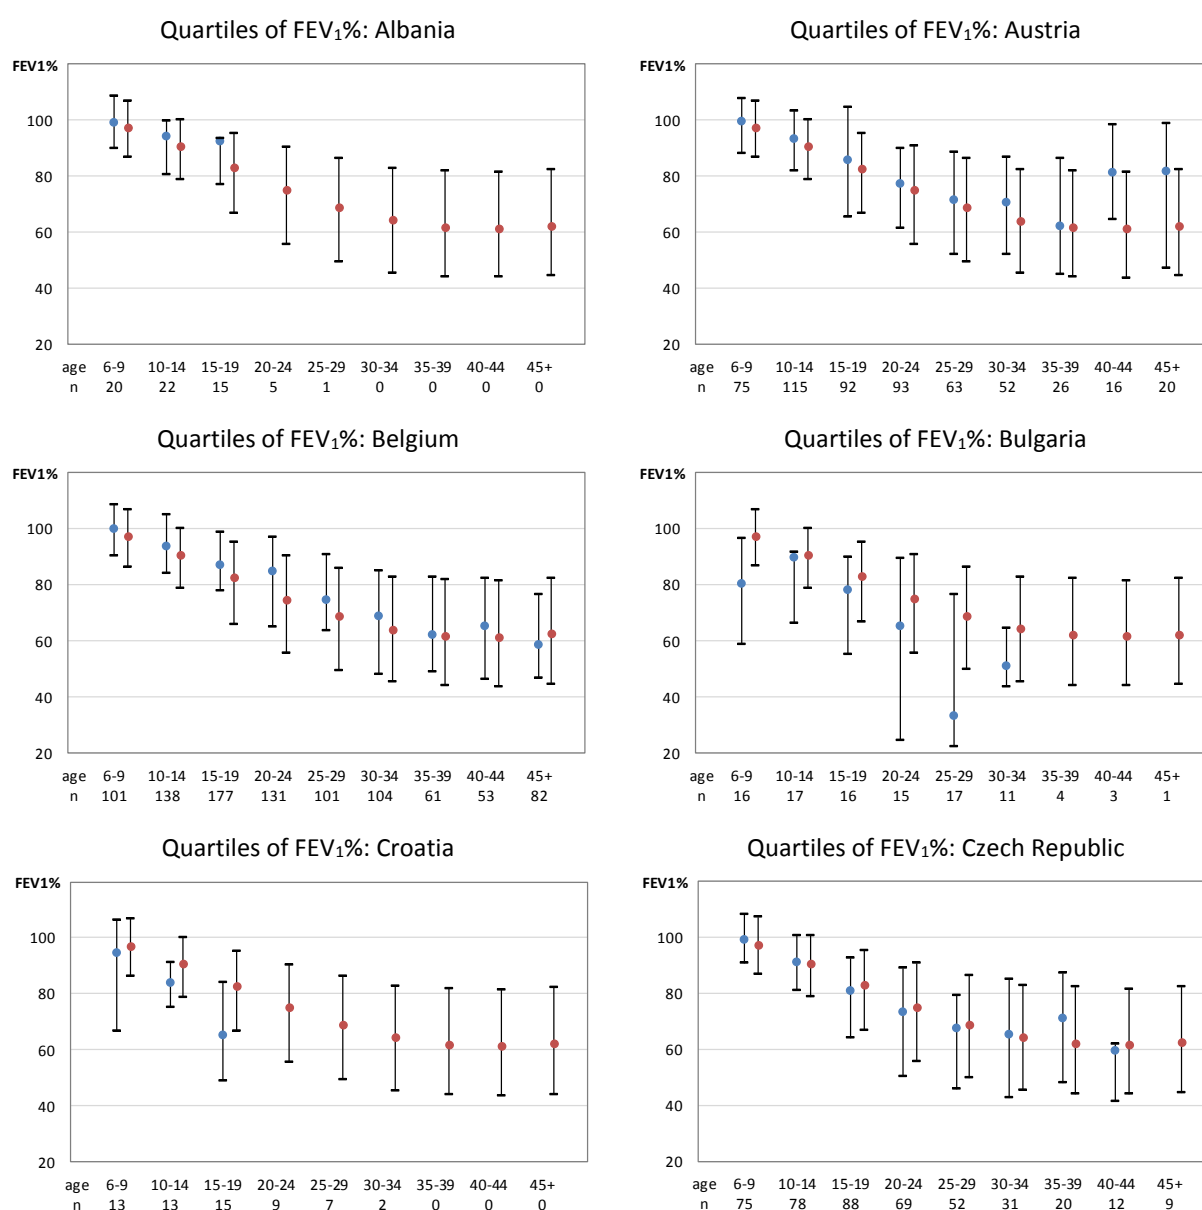 Quartiles of FEV₁%: Albania
FEV1%
100
80
60
40
20
age 6-9 10-14 15-19 20-24 25-29 30-34 35-39 40-44 45+
n 20 22 15 5 1 0 0 0 0
Quartiles of FEV₁%: Austria
FEV1%
100
80
60
40
20
age 6-9 10-14 15-19 20-24 25-29 30-34 35-39 40-44 45+
n 75 115 92 93 63 52 26 16 20
Quartiles of FEV₁%: Belgium
FEV1%
100
80
60
40
20
age 6-9 10-14 15-19 20-24 25-29 30-34 35-39 40-44 45+
n 101 138 177 131 101 104 61 53 82
Quartiles of FEV₁%: Bulgaria
FEV1%
100
80
60
40
20
age 6-9 10-14 15-19 20-24 25-29 30-34 35-39 40-44 45+
n 16 17 16 15 17 11 4 3 1
Quartiles of FEV₁%: Croatia
FEV1%
100
80
60
40
20
age 6-9 10-14 15-19 20-24 25-29 30-34 35-39 40-44 45+
n 13 13 15 9 7 2 0 0 0
Quartiles of FEV₁%: Czech Republic
FEV1%
100
80
60
40
20
age 6-9 10-14 15-19 20-24 25-29 30-34 35-39 40-44 45+
n 75 78 88 69 52 31 20 12 9